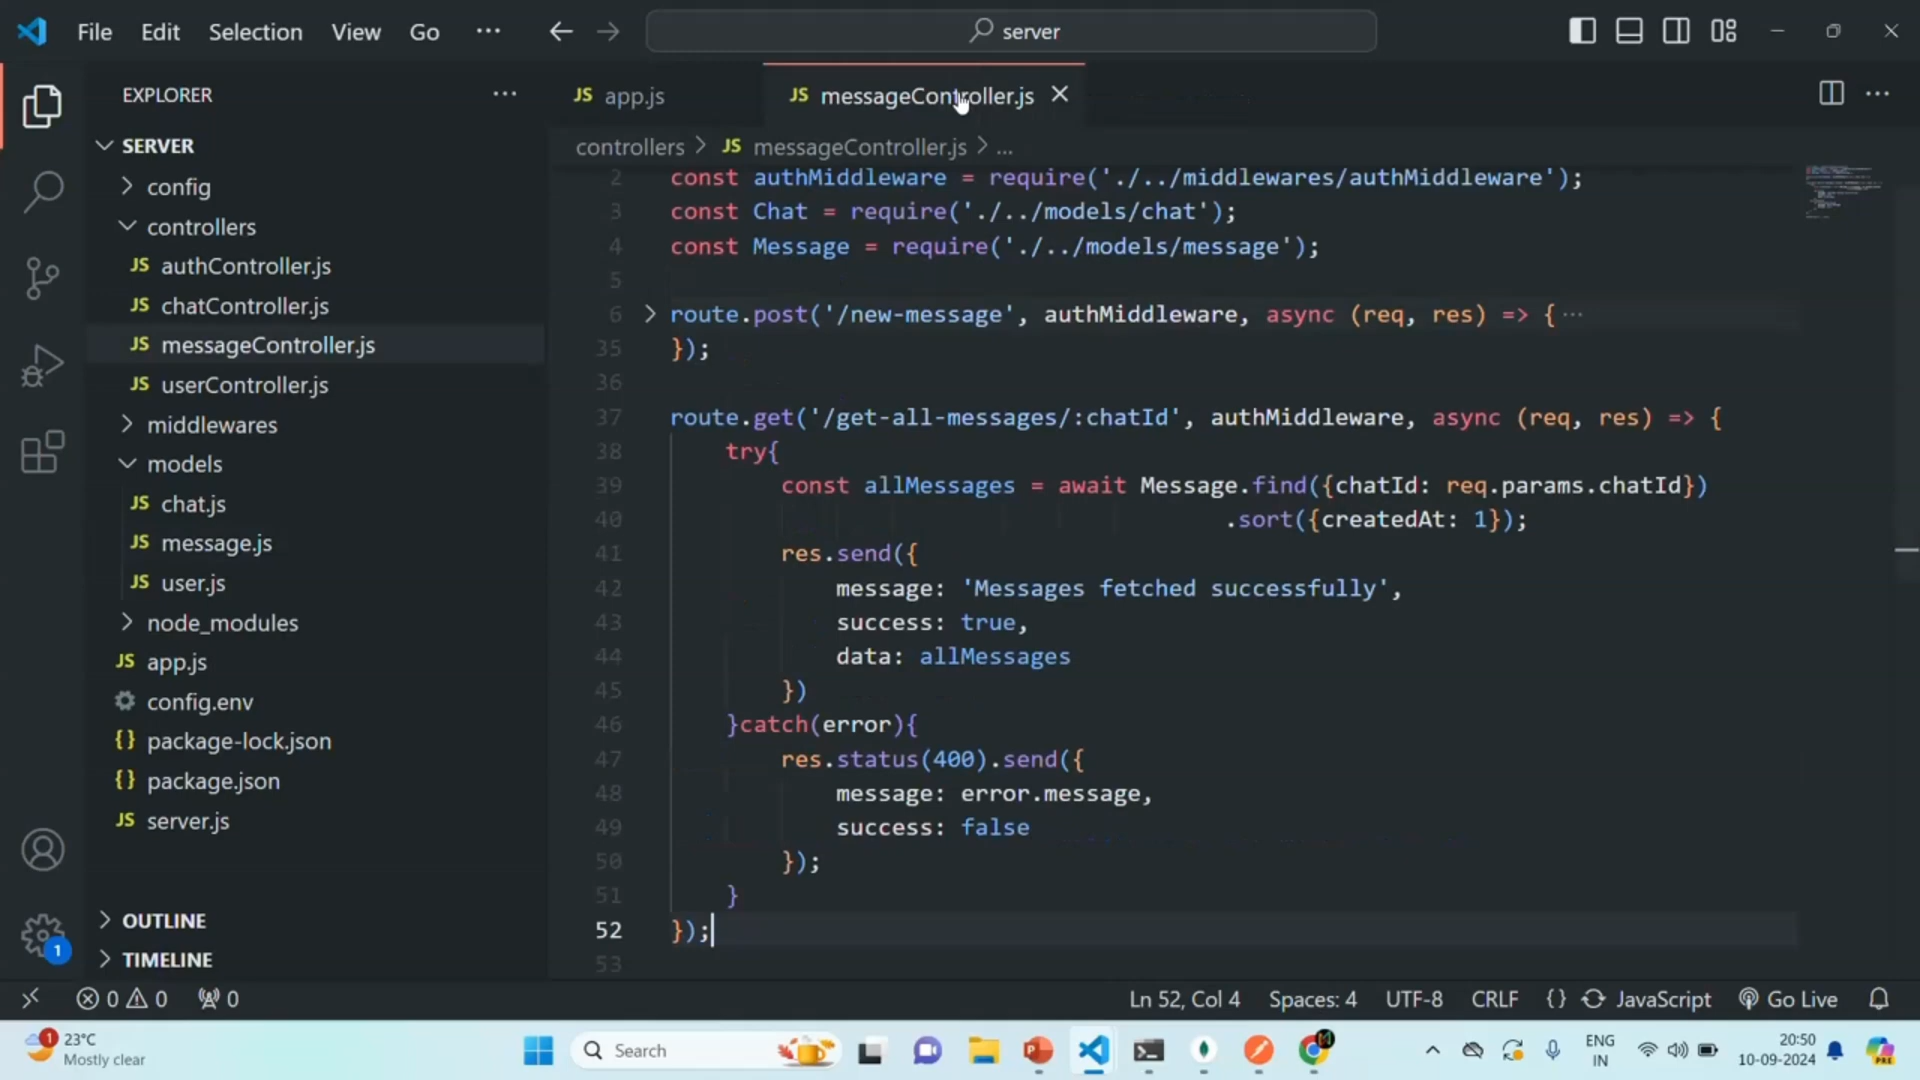 File Edit Selection View Go ... server
EXPLORER ...
SERVER
config
controllers
JS authController.js
JS chatController.js
JS messageController.js
JS userController.js
middlewares
models
JS chat.js
JS message.js
JS user.js
node_modules
JS app.js
config.env
{} package-lock.json
{} package.json
JS server.js
OUTLINE
TIMELINE
JS app.js JS messageController.js
controllers > JS messageController.js > ...
2 const authMiddleware = require('./../middlewares/authMiddleware');
3 const Chat = require('./../models/chat');
4 const Message = require('./../models/message');
5
6 route.post('/new-message', authMiddleware, async (req, res) => {...
35 });
36
37 route.get('/get-all-messages/:chatId', authMiddleware, async (req, res) => {
38 try{
39 const allMessages = await Message.find({chatId: req.params.chatId})
40 .sort({createdAt: 1});
41 res.send({
42 message: 'Messages fetched successfully',
43 success: true,
44 data: allMessages
45 })
46 }catch(error){
47 res.status(400).send({
48 message: error.message,
49 success: false
50 });
51 }
52 });
53
1
0 0 0 Ln 52, Col 4 Spaces: 4 UTF-8 CRLF {} JavaScript Go Live
1 23°C
Mostly clear
Search
ENG
IN
20:50
10-09-2024
PRE